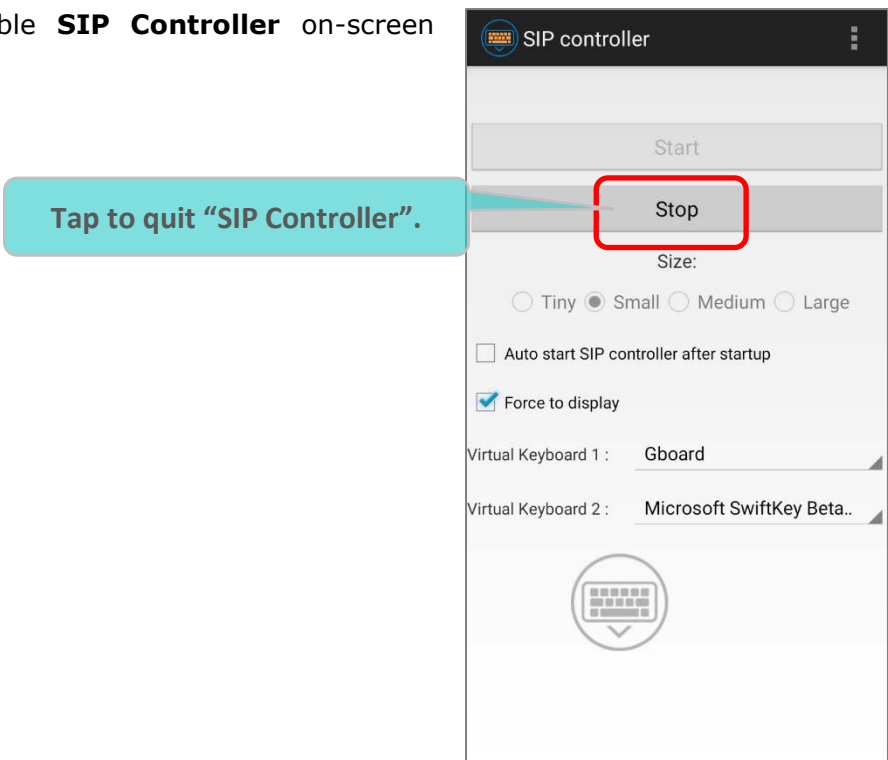 SIP Controller on-screen
SIP controller
Start
Tap to quit “SIP Controller”.
Stop
Size:
Tiny Small Medium Large
Auto start SIP controller after startup
Force to display
Virtual Keyboard 1 : Gboard
Virtual Keyboard 2 : Microsoft SwiftKey Beta..